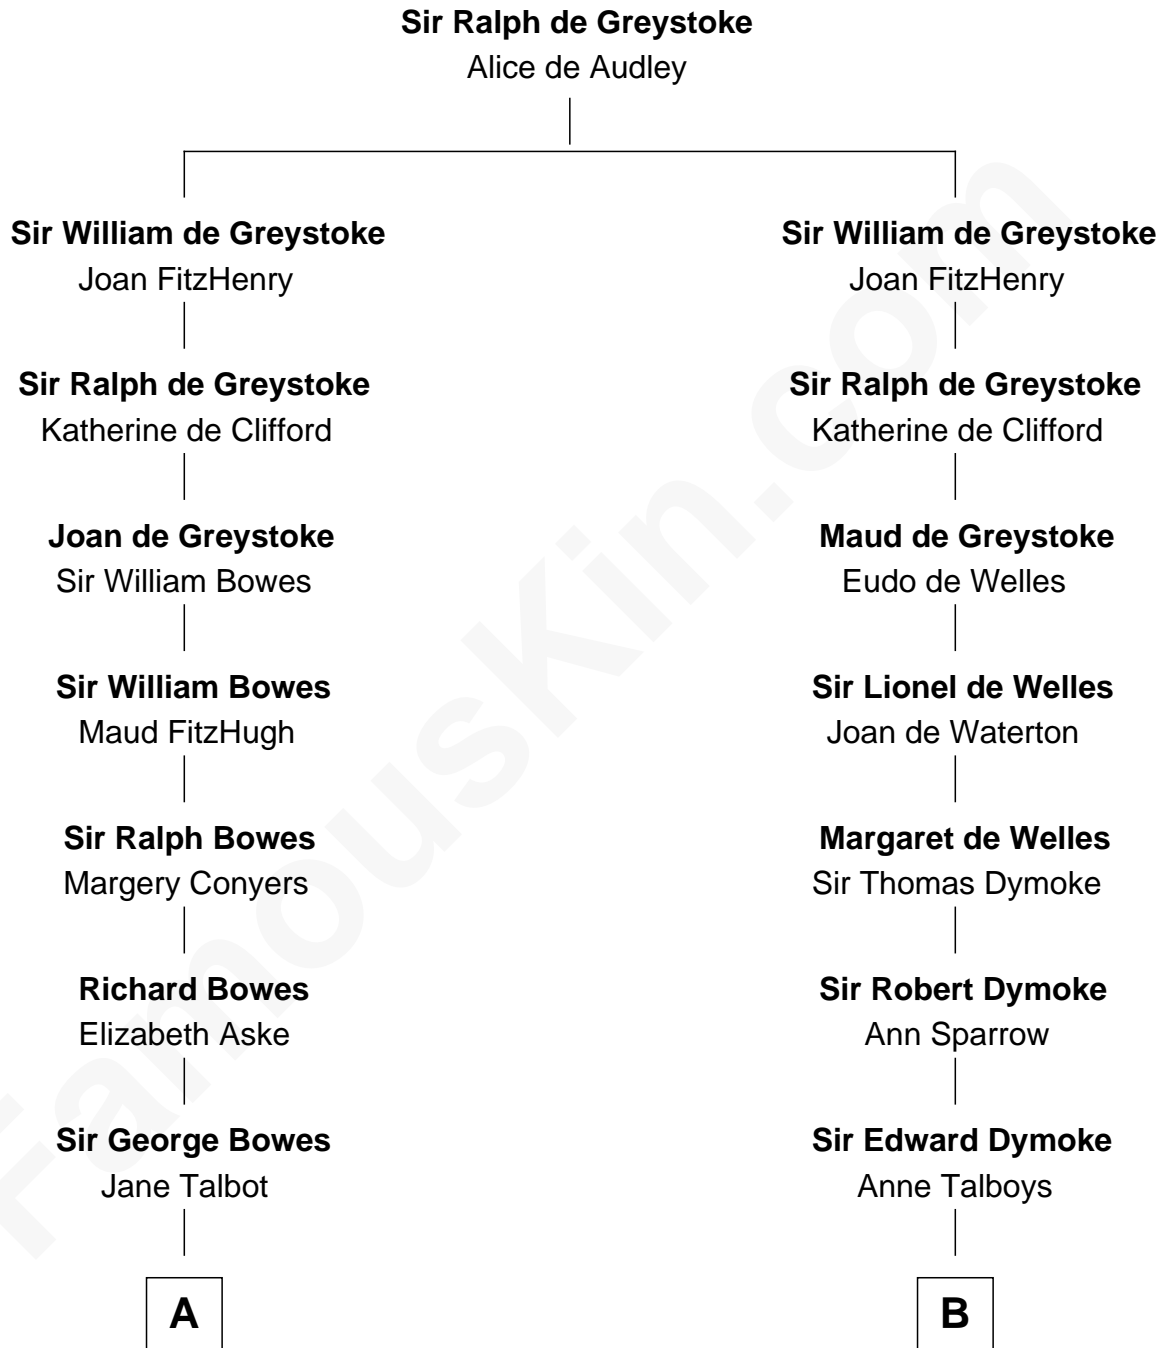 Sir Ralph de Greystoke
Alice de Audley
Sir William de Greystoke
Joan FitzHenry
Sir Ralph de Greystoke
Katherine de Clifford
Joan de Greystoke
Sir William Bowes
Sir William Bowes
Maud FitzHugh
Sir Ralph Bowes
Margery Conyers
Richard Bowes
Elizabeth Aske
Sir George Bowes
Jane Talbot
A
Sir William de Greystoke
Joan FitzHenry
Sir Ralph de Greystoke
Katherine de Clifford
Maud de Greystoke
Eudo de Welles
Sir Lionel de Welles
Joan de Waterton
Margaret de Welles
Sir Thomas Dymoke
Sir Robert Dymoke
Ann Sparrow
Sir Edward Dymoke
Anne Talboys
B
FamousKin.com